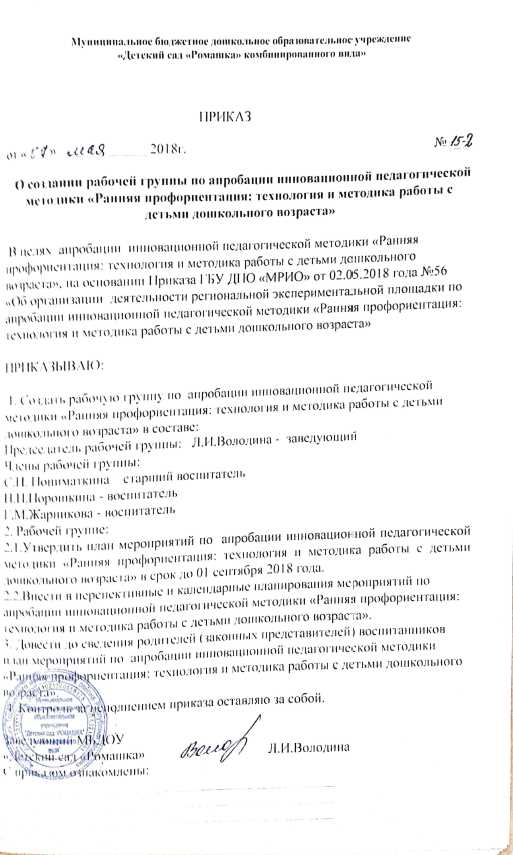 Муниципальное бюджетное дошкольное образовательное учреждение
«Детский сад «Ромашка» комбинированного вида»
ПРИКАЗ
от « » мая 2018г. № 15-2
О создании рабочей группы по апробации инновационной педагогической
методики «Ранняя профориентация: технология и методика работы с
детьми дошкольного возраста»
В целях апробации инновационной педагогической методики «Ранняя
профориентация: технология и методика работы с детьми дошкольного
возраста», на основании Приказа ГБУ ДПО «МРИО» от 02.05.2018 года №56
«Об организации деятельности региональной экспериментальной площадки по
апробации инновационной педагогической методики «Ранняя профориентация:
технология и методика работы с детьми дошкольного возраста»
ПРИКАЗЫВАЮ:
1. Создать рабочую группу по апробации инновационной педагогической
методики «Ранняя профориентация: технология и методика работы с детьми
дошкольного возраста» в составе:
Председатель рабочей группы: Л.И.Володина - заведующий
Члены рабочей группы:
С.Н. Пониматкина старший воспитатель
Н.П.Порошкина - воспитатель
Г.М.Жарникова - воспитатель
2. Рабочей группе:
2.1.Утвердить план мероприятий по апробации инновационной педагогической
методики «Ранняя профориентация: технология и методика работы с детьми
дошкольного возраста» в срок до 01 сентября 2018 года.
2.2.Внести в перспективные и календарные планирования мероприятий по
апробации инновационной педагогической методики «Ранняя профориентация:
технология и методика работы с детьми дошкольного возраста».
3. Довести до сведения родителей (законных представителей) воспитанников
план мероприятий по апробации инновационной педагогической методики
«Ранняя профориентация: технология и методика работы с детьми дошкольного
возраста».
4. Контроль за исполнением приказа оставляю за собой.
Заведующий МБДОУ
«Детский сад «Ромашка» Л.И.Володина
С приказом ознакомлены: